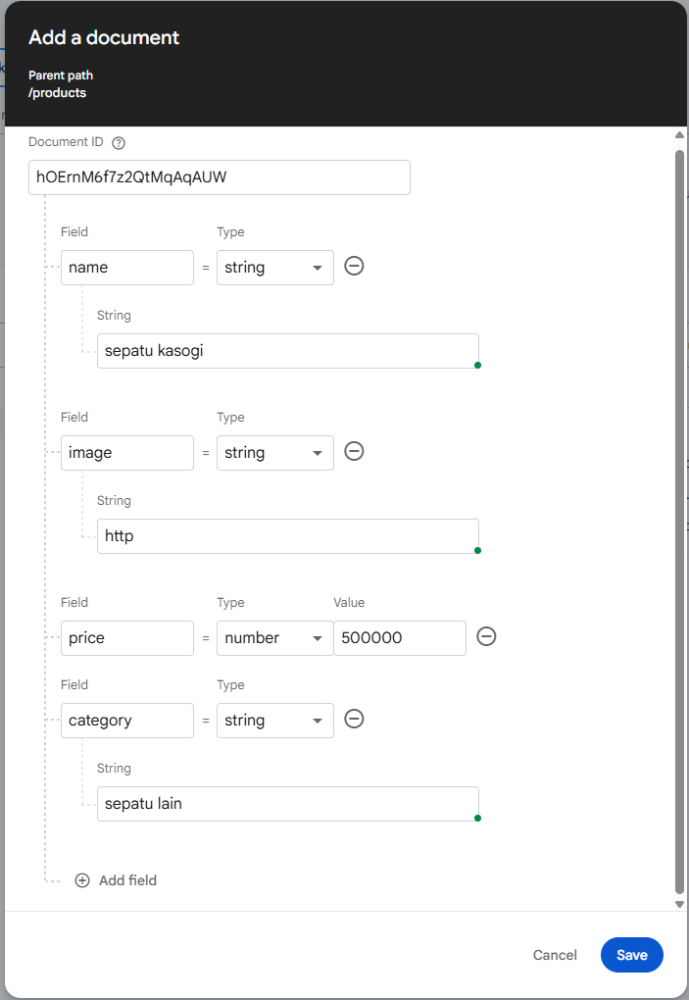 Add a document
Parent path
/products
Document ID
hOErnM6f7z2QtMqAqAUW
Field Type
name = string
String
sepatu kasogi
Field Type
image = string
String
http
Field Type Value
price = number 500000
Field Type
category = string
String
sepatu lain
Add field
Cancel Save